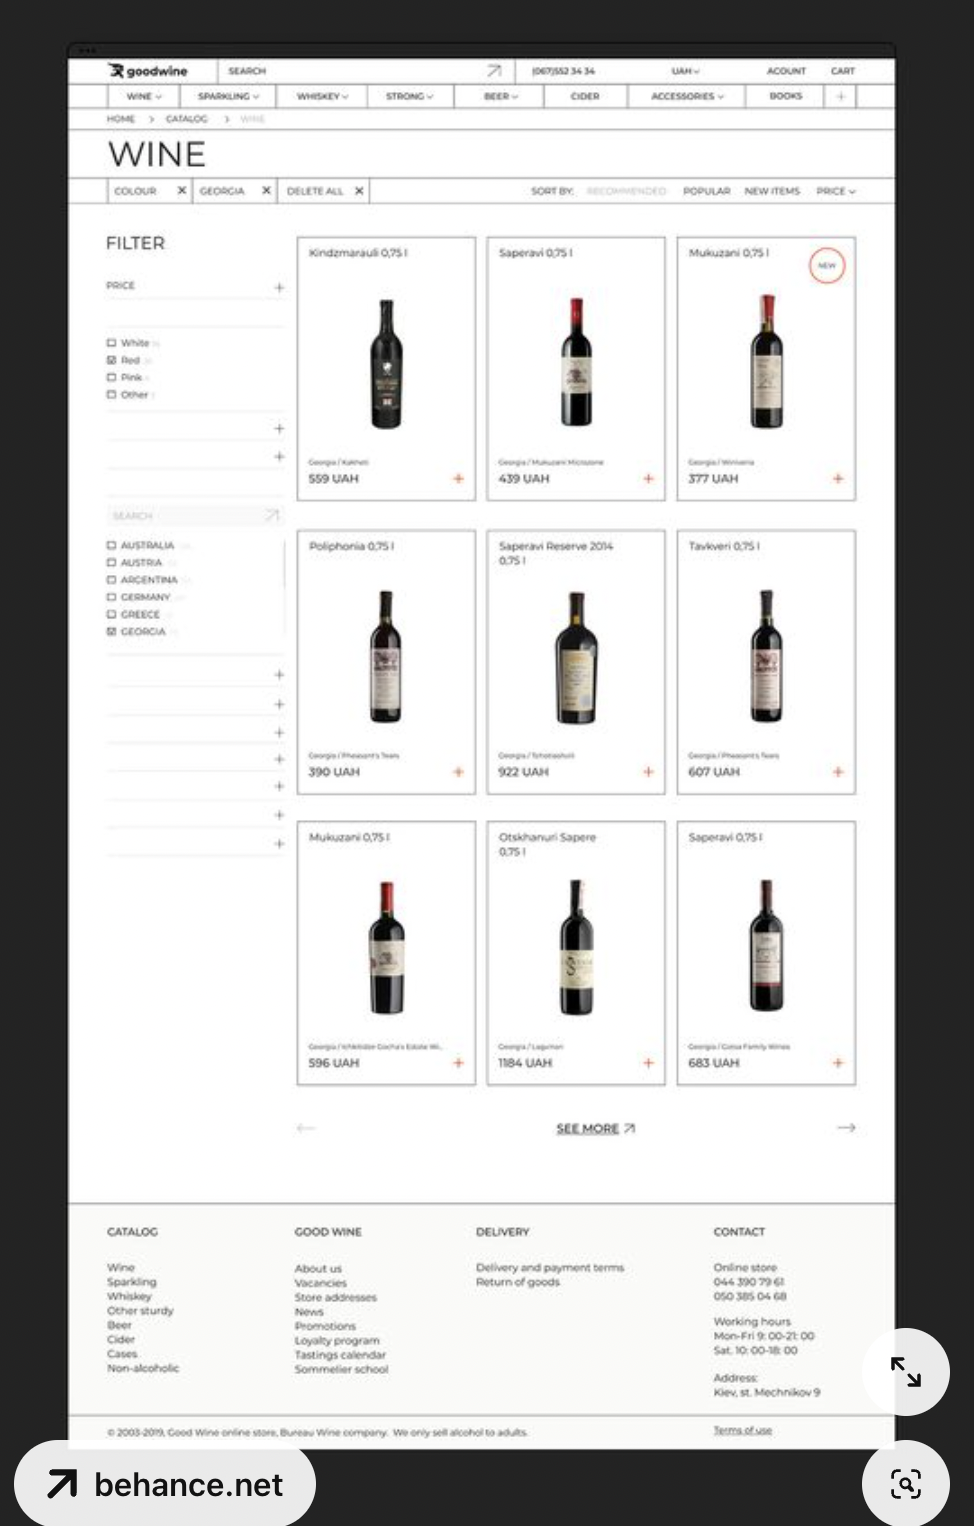 goodwine
SEARCH
(067)552 34 34
UAH
ACOUNT
CART
WINE
SPARKLING
WHISKEY
STRONG
BEER
CIDER
ACCESSORIES
BOOKS
+
HOME > CATALOG > WINE
WINE
COLOUR X
GEORGIA X
DELETE ALL X
SORT BY:
RECOMMENDED
POPULAR
NEW ITEMS
PRICE
FILTER
PRICE +
White
Red
Pink
Other
SEARCH
AUSTRALIA
AUSTRIA
ARGENTINA
GERMANY
GREECE
GEORGIA
Kindzmarauli 0,75 l
Georgia / Kakheti
559 UAH +
Saperavi 0,75 l
Georgia / Mukuzani Microzone
439 UAH +
Mukuzani 0,75 l
NEW
Georgia / Winiveria
377 UAH +
Poliphonia 0,75 l
Georgia / Pheasant's Tears
390 UAH +
Saperavi Reserve 2014
0,75 l
922 UAH +
Tavkveri 0,75 l
Georgia / Pheasant's Tears
607 UAH +
Mukuzani 0,75 l
596 UAH +
Otskhanuri Sapere
0,75 l
Georgia / Lagvinari
1184 UAH +
Saperavi 0,75 l
Georgia / Gotsa Family Wines
683 UAH +
SEE MORE
CATALOG
Wine
Sparkling
Whiskey
Other sturdy
Beer
Cider
Cases
Non-alcoholic
GOOD WINE
About us
Vacancies
Store addresses
News
Promotions
Loyalty program
Tastings calendar
Sommelier school
DELIVERY
Delivery and payment terms
Return of goods
CONTACT
Online store
044 390 79 61
050 385 04 68
Working hours
Mon-Fri 9: 00-21: 00
Sat. 10: 00-18: 00
Address:
Kiev, st. Mechnikov 9
© 2003-2019, Good Wine online store, Bureau Wine company. We only sell alcohol to adults.
Terms of use
behance.net